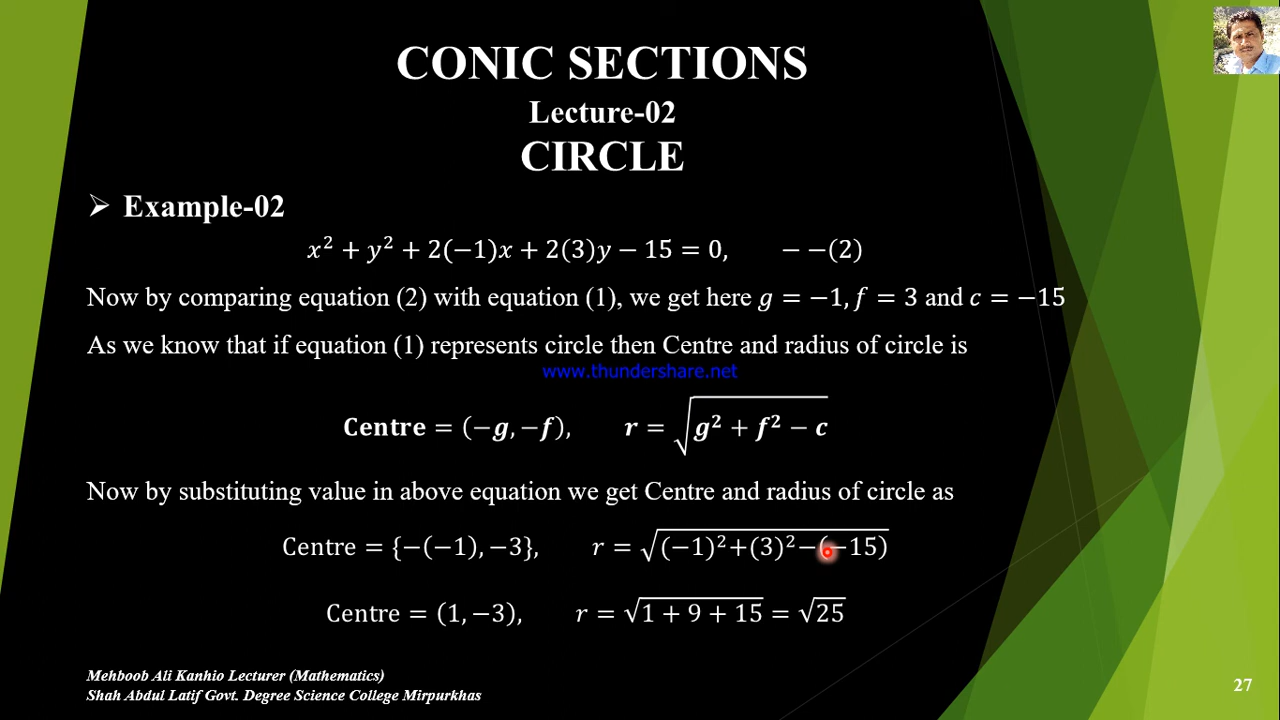 CONIC SECTIONS
Lecture-02
CIRCLE
➢ Example-02
x² + y² + 2(−1)x + 2(3)y − 15 = 0, − −(2)
Now by comparing equation (2) with equation (1), we get here g = −1, f = 3 and c = −15
As we know that if equation (1) represents circle then Centre and radius of circle is
www.thundershare.net
Centre = (−g, −f), r = √(g² + f² − c)
Now by substituting value in above equation we get Centre and radius of circle as
Centre = {−(−1), −3}, r = √((−1)²+(3)²−(−15))
Centre = (1, −3), r = √(1 + 9 + 15) = √25
Mehboob Ali Kanhio Lecturer (Mathematics)
Shah Abdul Latif Govt. Degree Science College Mirpurkhas
27